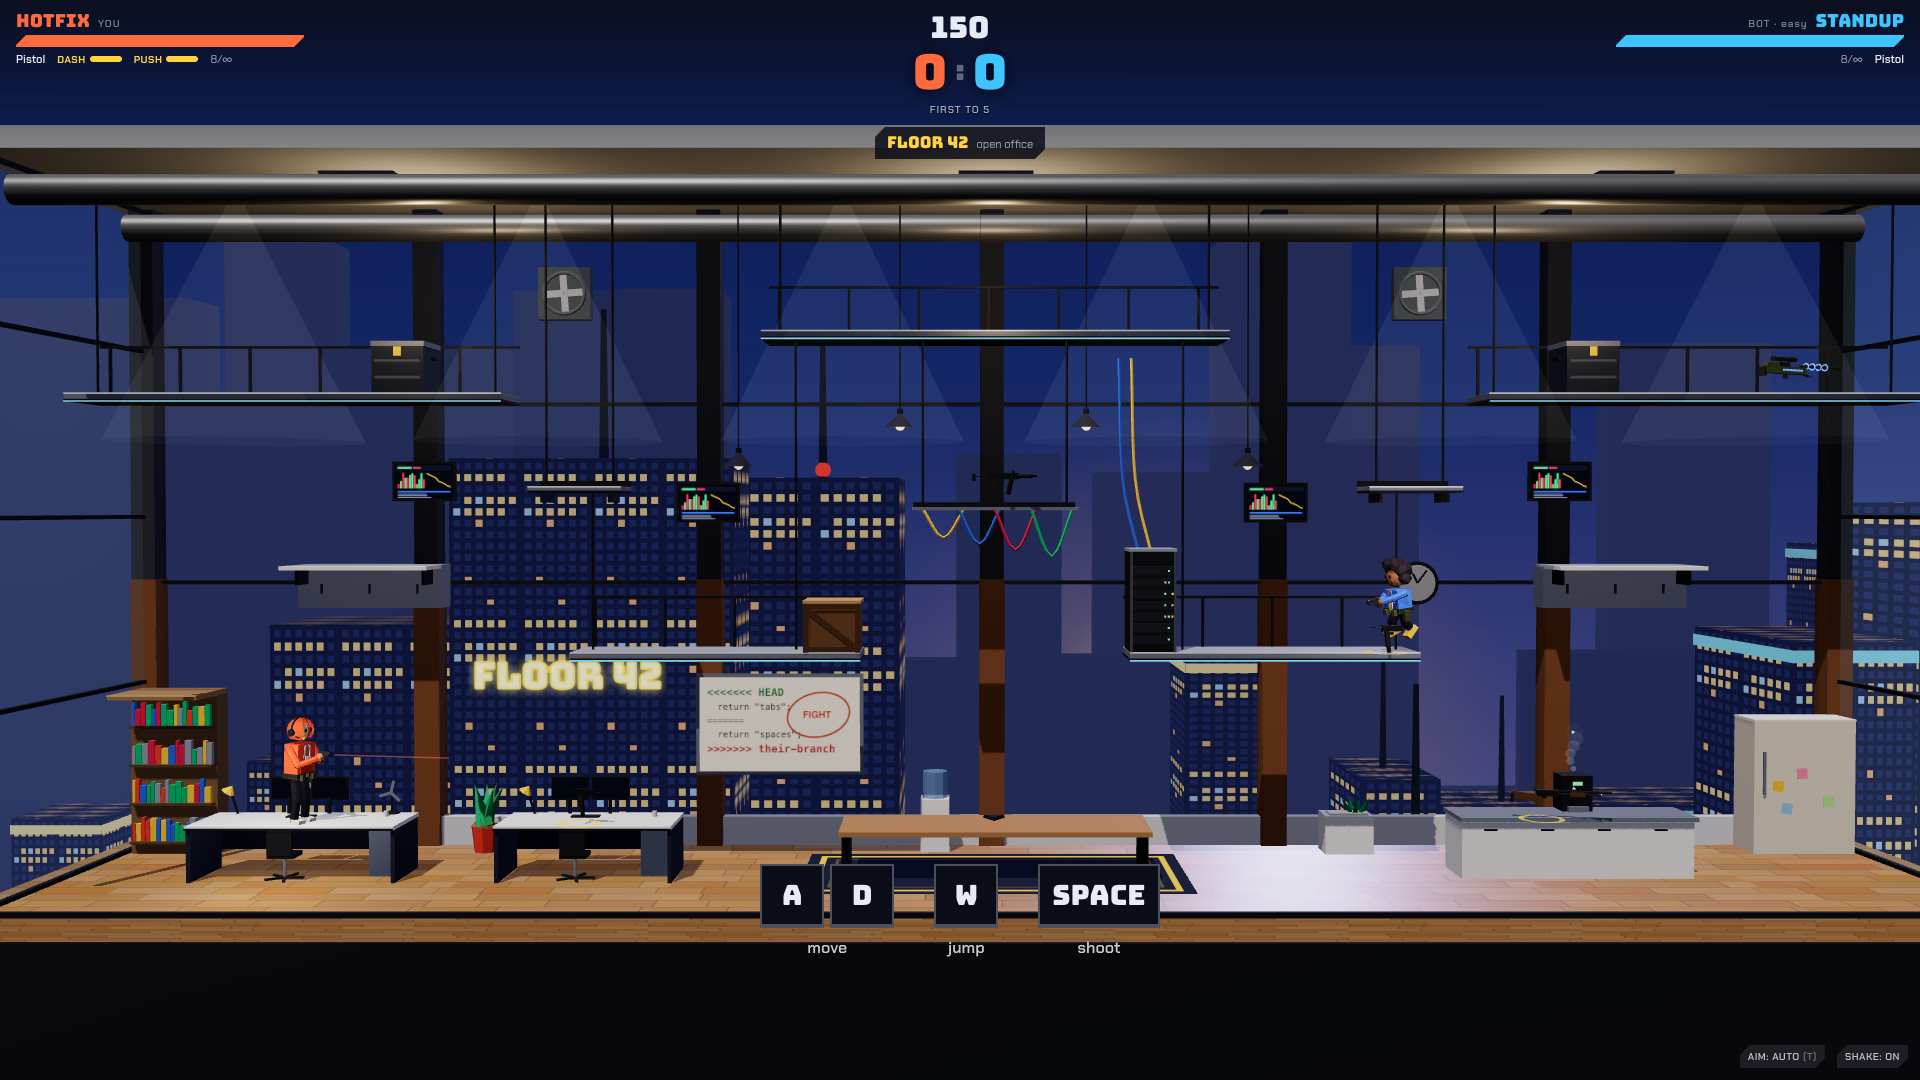 HOTFIX YOU
Pistol DASH PUSH 8/∞
150
0 : 0
FIRST TO 5
BOT · easy STANDUP
8/∞ Pistol
FLOOR 42 open office
FLOOR 42
<<<<<<< HEAD
return "tabs";
=======
return "spaces";
>>>>>>> their-branch
FIGHT
A D W SPACE
move jump shoot
AIM: AUTO (T) SHAKE: ON